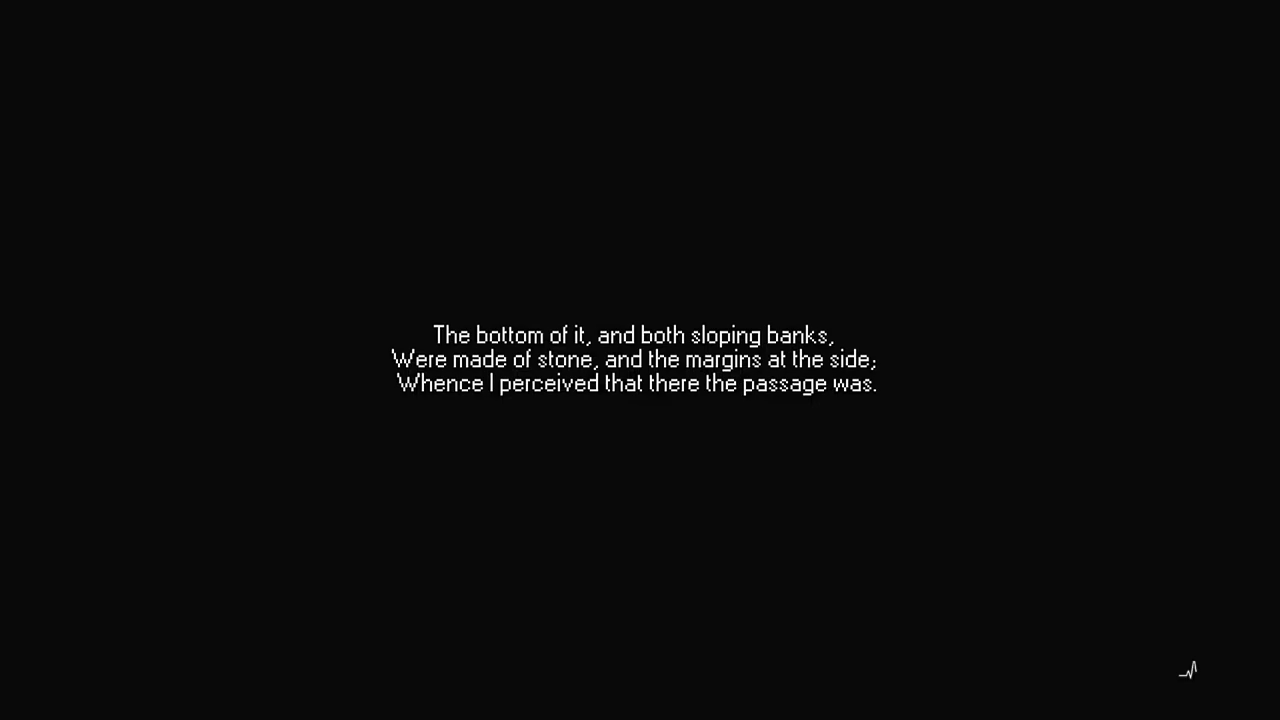 The bottom of it, and both sloping banks,
Were made of stone, and the margins at the side;
Whence I perceived that there the passage was.